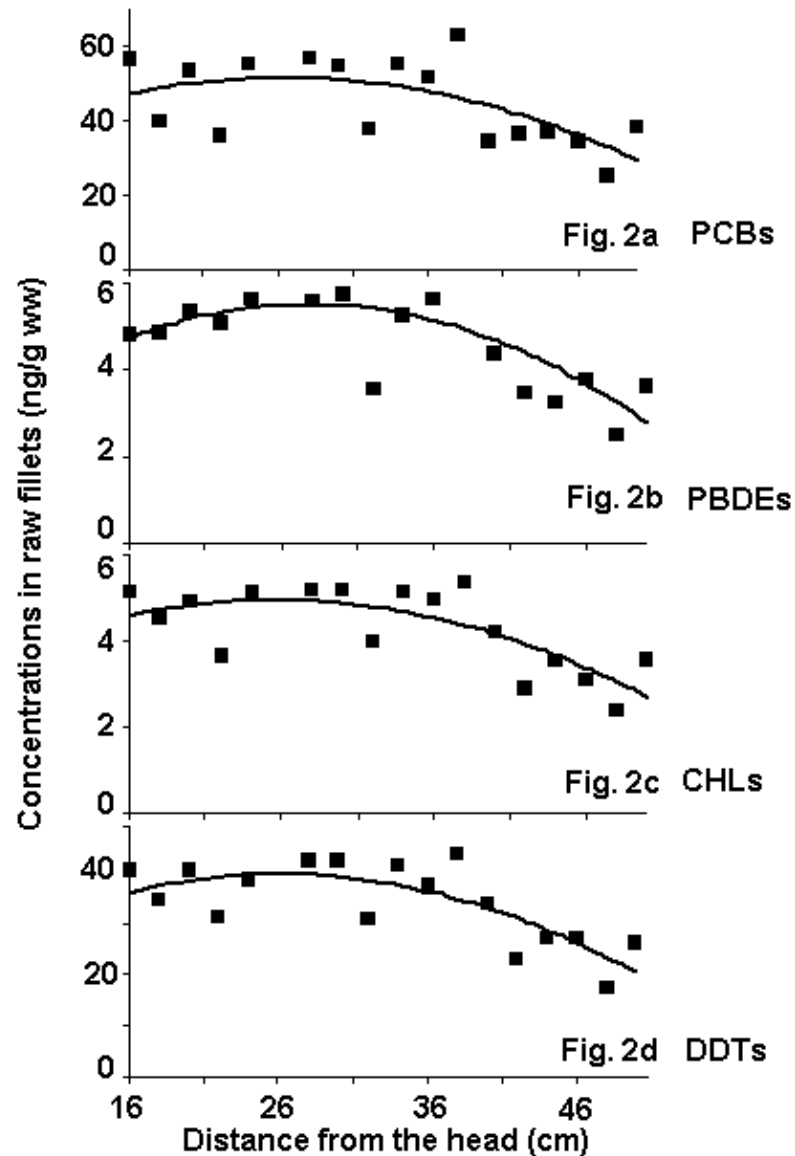 Concentrations in raw fillets (ng/g ww)
60
40
20
0
Fig. 2a PCBs
6
4
2
0
Fig. 2b PBDEs
6
4
2
0
Fig. 2c CHLs
40
20
0
Fig. 2d DDTs
16 26 36 46
Distance from the head (cm)